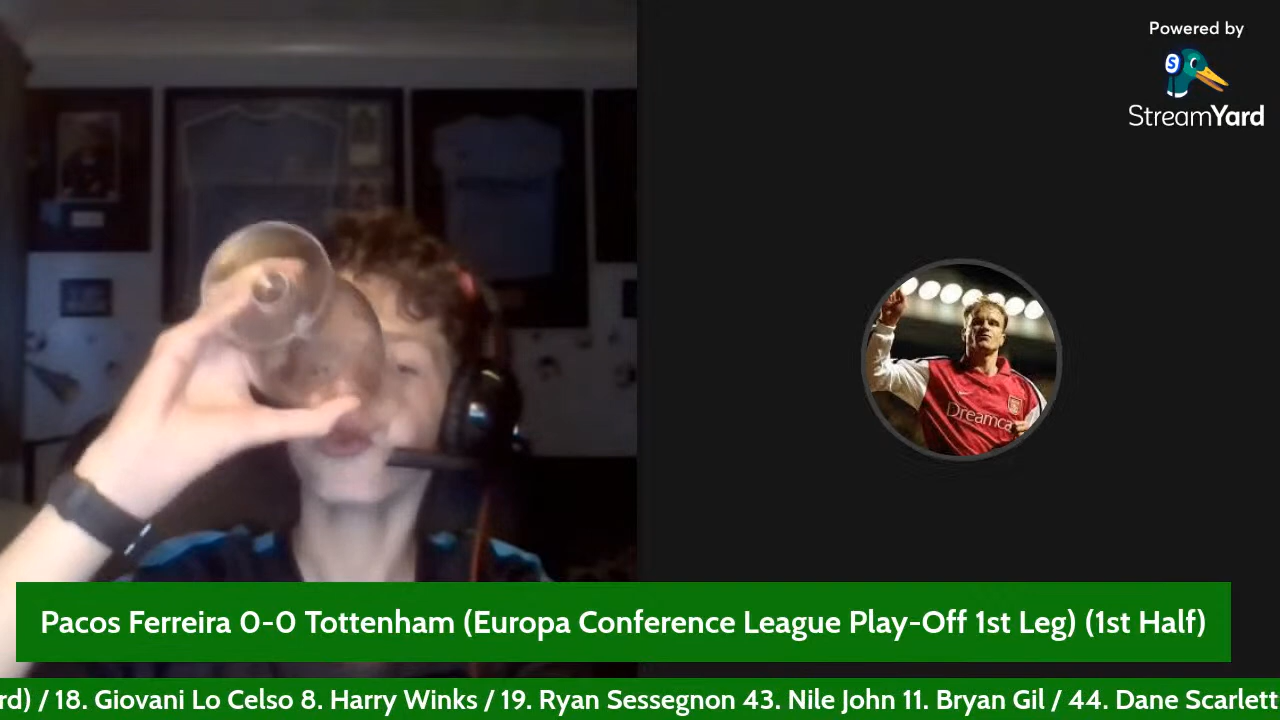 Powered by
S
StreamYard
Dreamca
Pacos Ferreira 0-0 Tottenham (Europa Conference League Play-Off 1st Leg) (1st Half)
rd) / 18. Giovani Lo Celso 8. Harry Winks / 19. Ryan Sessegnon 43. Nile John 11. Bryan Gil / 44. Dane Scarlett